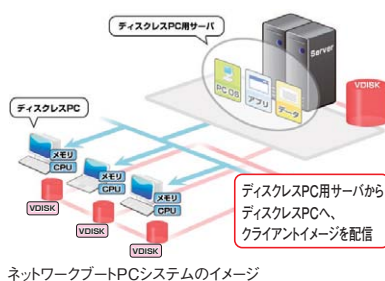 ディスクレスPC用サーバ
Server
VDISK
PC OS
アプリ
データ
ディスクレスPC
メモリ
CPU
メモリ
CPU
メモリ
CPU
VDISK
VDISK
VDISK
ディスクレスPC用サーバから
ディスクレスPCへ、
クライアントイメージを配信
ネットワークブートPCシステムのイメージ